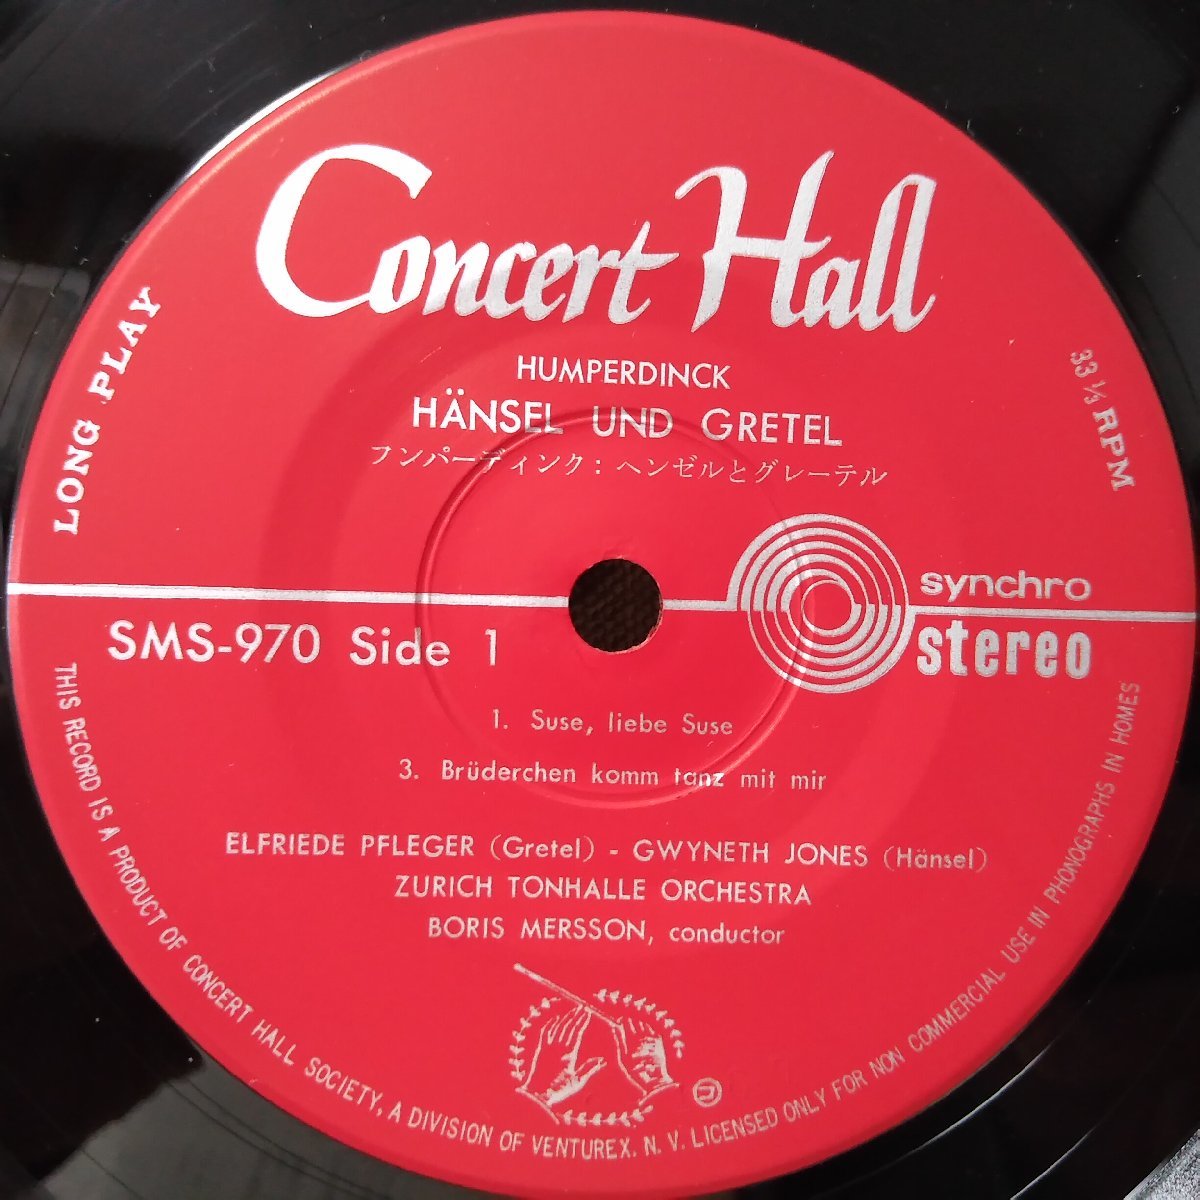 Concert Hall
LONG PLAY
33 1/3 RPM
HUMPERDINCK
HÄNSEL UND GRETEL
フンパーディンク：ヘンゼルとグレーテル
synchro
stereo
SMS-970 Side 1
1. Suse, liebe Suse
3. Brüderchen komm tanz mit mir
ELFRIEDE PFLEGER (Gretel) - GWYNETH JONES (Hänsel)
ZURICH TONHALLE ORCHESTRA
BORIS MERSSON, conductor
THIS RECORD IS A PRODUCT OF CONCERT HALL SOCIETY, A DIVISION OF VENTUREX. N. V. LICENSED ONLY FOR NON COMMERCIAL USE IN PHONOGRAPHS IN HOMES